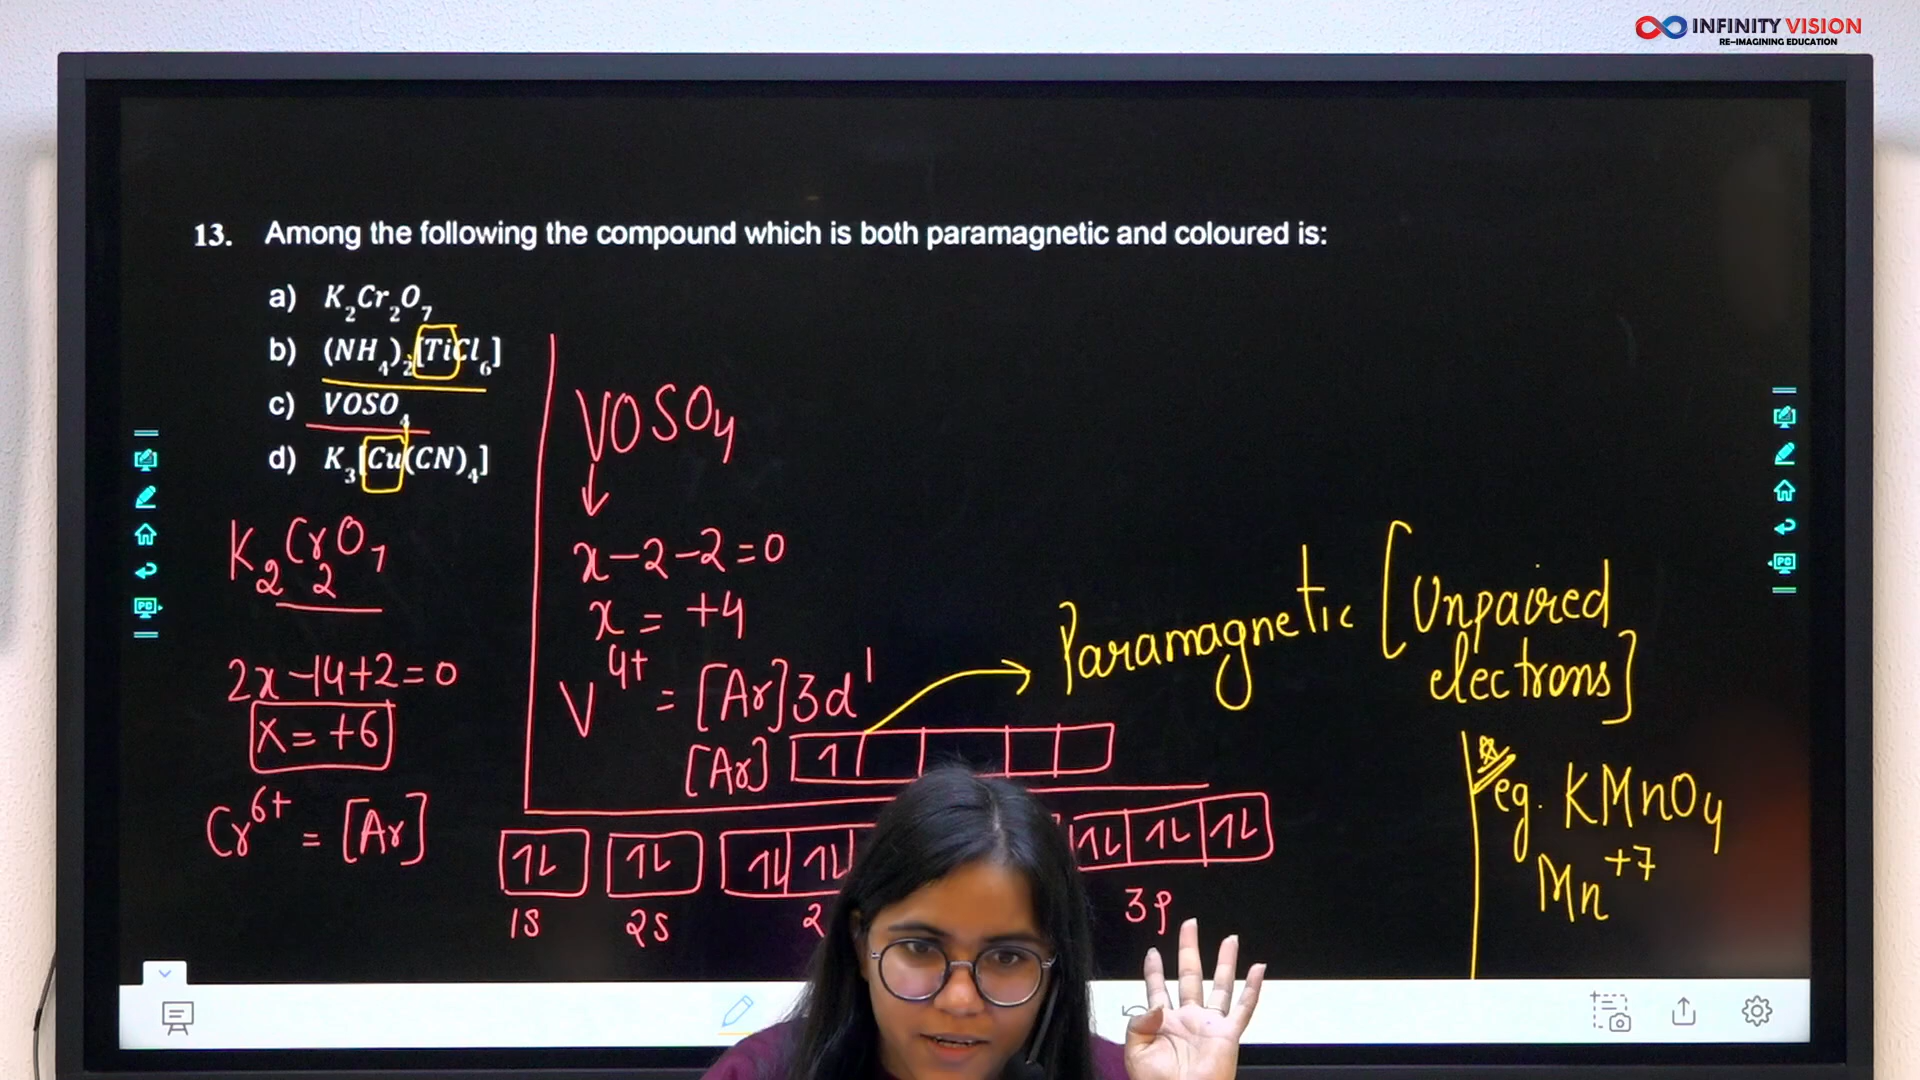 INFINITY VISION
RE-IMAGINING EDUCATION
13. Among the following the compound which is both paramagnetic and coloured is:
a) K₂Cr₂O₇
b) (NH₄)₂[TiCl₆]
c) VOSO₄
d) K₃[Cu(CN)₄]
K₂Cr₂O₇
2x-14+2=0
x=+6
Cr⁶⁺ = [Ar]
VOSO₄
↓
x-2-2=0
x = +4
V⁴⁺ = [Ar]3d¹
[Ar] 1
Paramagnetic [Unpaired
electrons]
eg. KMnO₄
Mn⁺⁷
1s 2s 2 3p